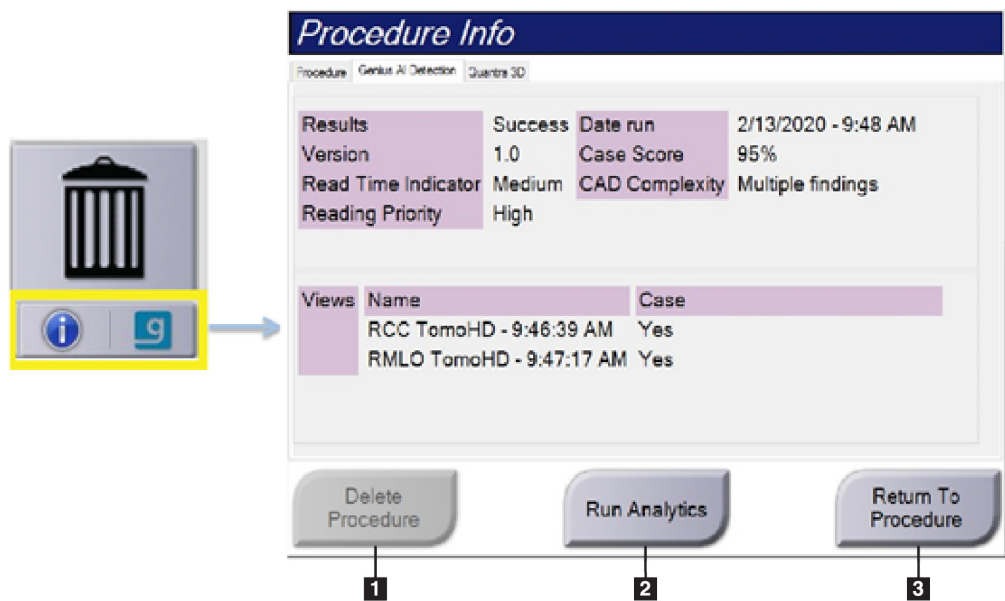 Procedure Info
Procedure Genius AI Detection Quantra 3D
Results Success Date run 2/13/2020 - 9:48 AM
Version 1.0 Case Score 95%
Read Time Indicator Medium CAD Complexity Multiple findings
Reading Priority High
i g
Views Name Case
RCC TomoHD - 9:46:39 AM Yes
RMLO TomoHD - 9:47:17 AM Yes
Delete
Procedure
Run Analytics
Return To
Procedure
1 2 3